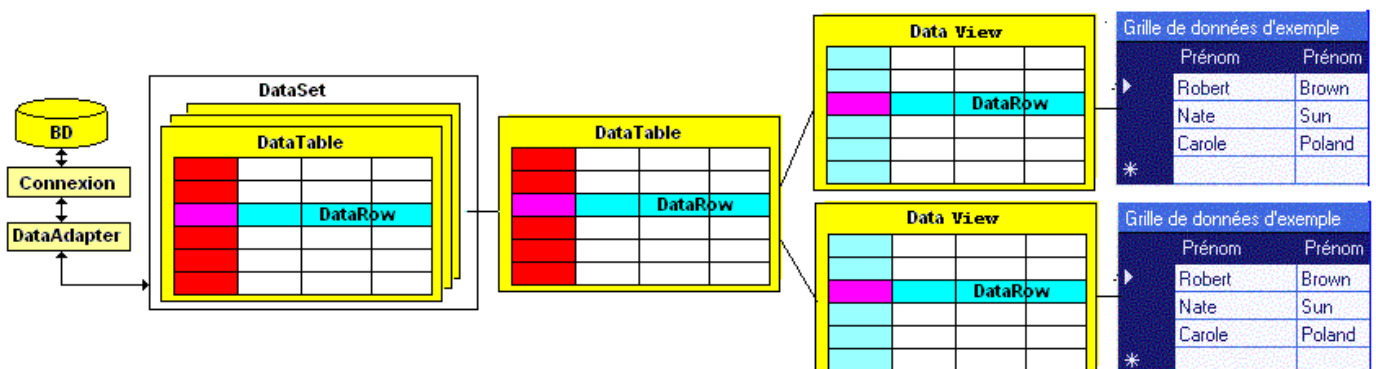 BD
Connexion
DataAdapter
DataSet
DataTable
DataRow
DataTable
DataRow
Data View
DataRow
Grille de données d'exemple
Prénom Prénom
Robert Brown
Nate Sun
Carole Poland
Data View
DataRow
Grille de données d'exemple
Prénom Prénom
Robert Brown
Nate Sun
Carole Poland